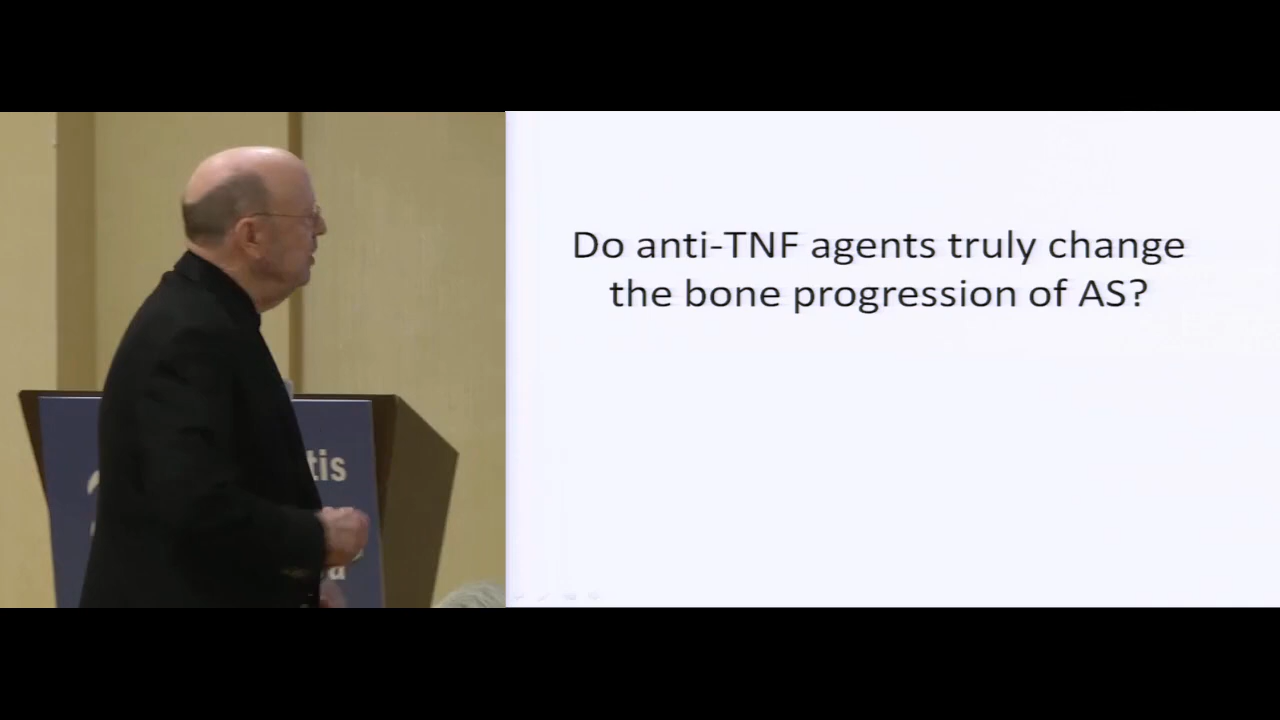 Do anti-TNF agents truly change
the bone progression of AS?
tis